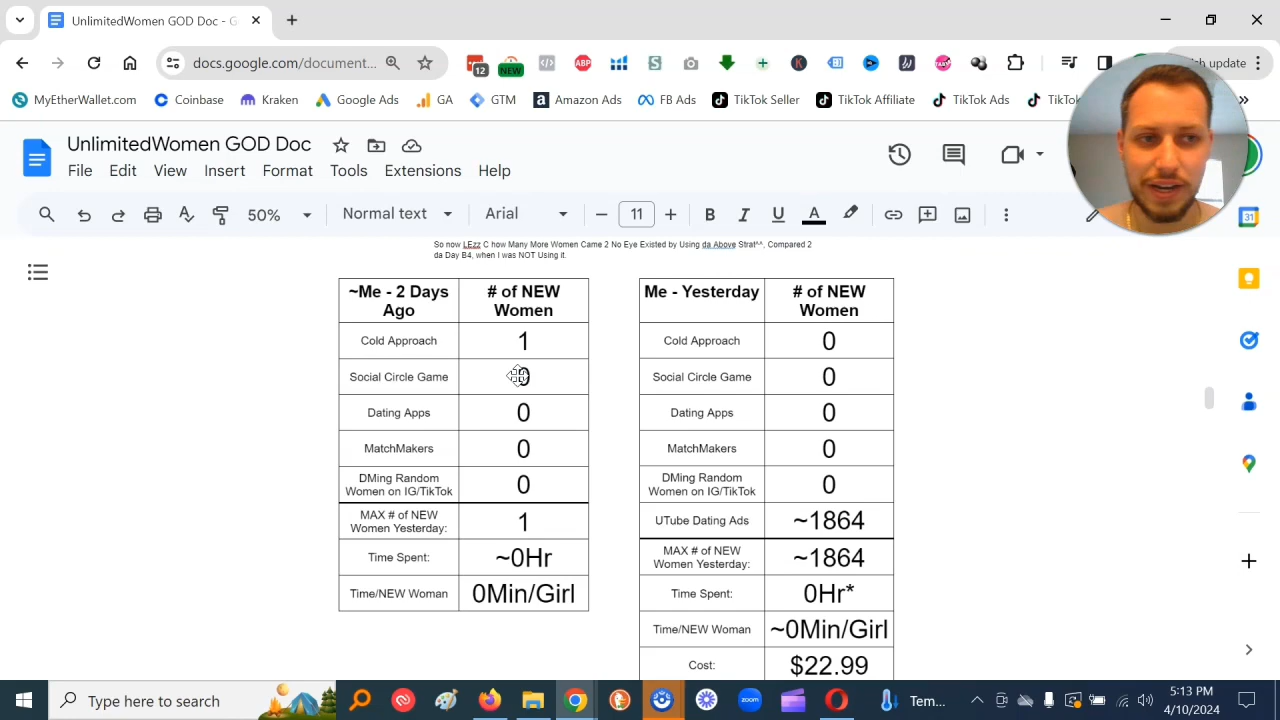 UnlimitedWomen GOD Doc - G
docs.google.com/document...
12
NEW
ABP
ch update
MyEtherWallet.com
Coinbase
Kraken
Google Ads
GA
GTM
Amazon Ads
FB Ads
TikTok Seller
TikTok Affiliate
TikTok Ads
UnlimitedWomen GOD Doc
File Edit View Insert Format Tools Extensions Help
50% Normal text Arial 11
So now LEzz C how Many More Women Came 2 No Eye Existed by Using da Above Strat^^, Compared 2
da Day B4, when I was NOT Using it.
~Me - 2 Days
Ago
# of NEW
Women
Cold Approach 1
Social Circle Game 0
Dating Apps 0
MatchMakers 0
DMing Random
Women on IG/TikTok 0
MAX # of NEW
Women Yesterday: 1
Time Spent: ~0Hr
Time/NEW Woman 0Min/Girl
Me - Yesterday
# of NEW
Women
Cold Approach 0
Social Circle Game 0
Dating Apps 0
MatchMakers 0
DMing Random
Women on IG/TikTok 0
UTube Dating Ads ~1864
MAX # of NEW
Women Yesterday: ~1864
Time Spent: 0Hr*
Time/NEW Woman ~0Min/Girl
Cost: $22.99
Type here to search
Tem...
5:13 PM
4/10/2024